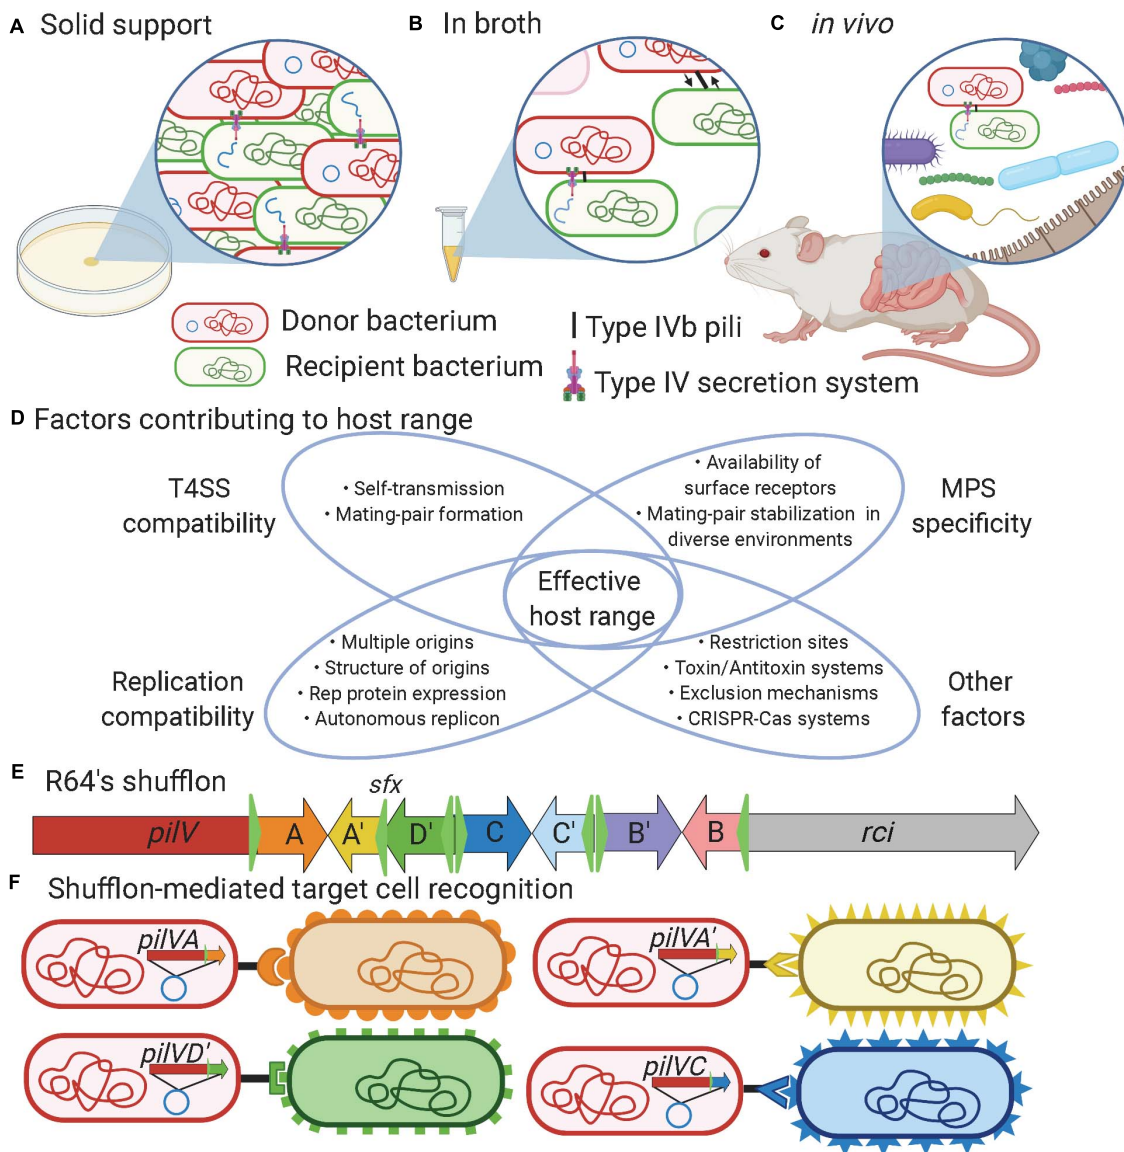 A Solid support
B In broth
C in vivo
Donor bacterium
Recipient bacterium
Type IVb pili
Type IV secretion system
D Factors contributing to host range
T4SS
compatibility
• Self-transmission
• Mating-pair formation
• Availability of
surface receptors
• Mating-pair stabilization in
diverse environments
MPS
specificity
Effective
host range
Replication
compatibility
• Multiple origins
• Structure of origins
• Rep protein expression
• Autonomous replicon
• Restriction sites
• Toxin/Antitoxin systems
• Exclusion mechanisms
• CRISPR-Cas systems
Other
factors
E R64's shufflon
sfx
pilV A A' D' C C' B' B rci
F Shufflon-mediated target cell recognition
pilVA
pilVA'
pilVD'
pilVC